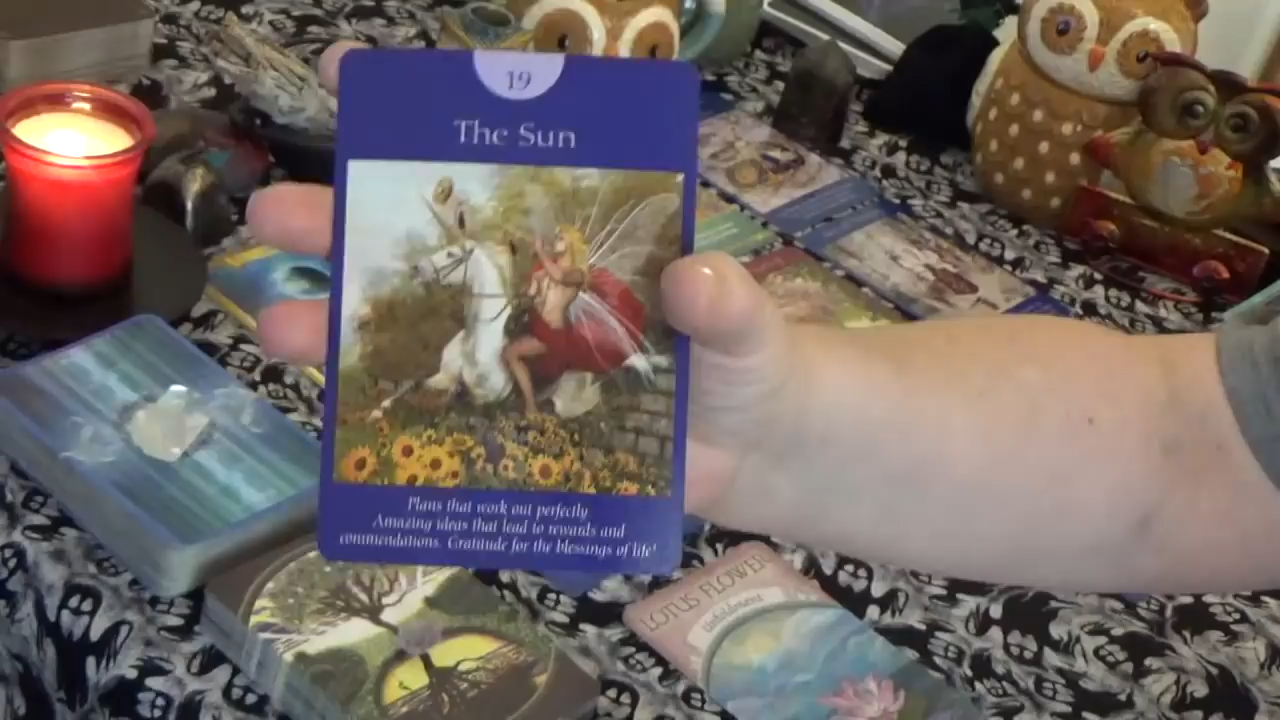 19
The Sun
Plans that work out perfectly
Amazing ideas that lead to rewards and
commendations. Gratitude for the blessings of life!
LOTUS FLOWER